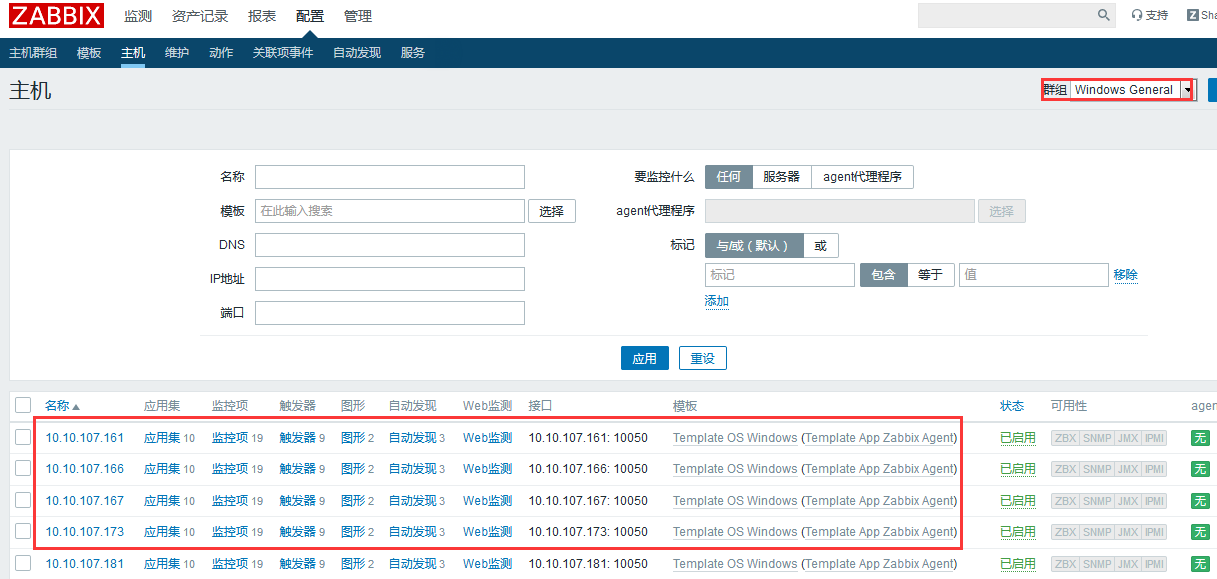 ZABBIX 监测 资产记录 报表 配置 管理 支持 Z Sha
主机群组 模板 主机 维护 动作 关联项事件 自动发现 服务
主机 群组 Windows General
名称 要监控什么 任何 服务器 agent代理程序
模板 在此输入搜索 选择 agent代理程序 选择
DNS 标记 与/或（默认） 或
IP地址 标记 包含 等于 值 移除
端口 添加
应用 重设
名称 应用集 监控项 触发器 图形 自动发现 Web监测 接口 模板 状态 可用性 agen
10.10.107.161 应用集 10 监控项 19 触发器 9 图形 2 自动发现 3 Web监测 10.10.107.161: 10050 Template OS Windows (Template App Zabbix Agent) 已启用 ZBX SNMP JMX IPMI 无
10.10.107.166 应用集 10 监控项 19 触发器 9 图形 2 自动发现 3 Web监测 10.10.107.166: 10050 Template OS Windows (Template App Zabbix Agent) 已启用 ZBX SNMP JMX IPMI 无
10.10.107.167 应用集 10 监控项 19 触发器 9 图形 2 自动发现 3 Web监测 10.10.107.167: 10050 Template OS Windows (Template App Zabbix Agent) 已启用 ZBX SNMP JMX IPMI 无
10.10.107.173 应用集 10 监控项 19 触发器 9 图形 2 自动发现 3 Web监测 10.10.107.173: 10050 Template OS Windows (Template App Zabbix Agent) 已启用 ZBX SNMP JMX IPMI 无
10.10.107.181 应用集 10 监控项 19 触发器 9 图形 2 自动发现 3 Web监测 10.10.107.181: 10050 Template OS Windows (Template App Zabbix Agent) 已启用 ZBX SNMP JMX IPMI 无